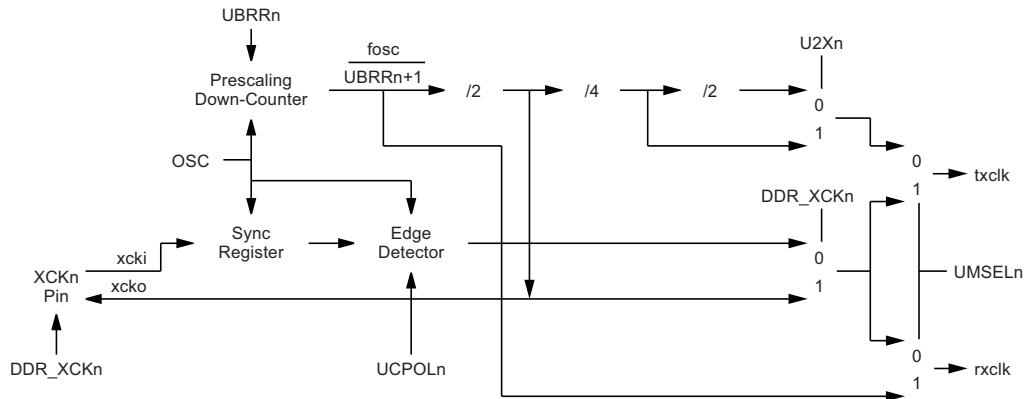 UBRRn
fosc
UBRRn+1
U2Xn
Prescaling
Down-Counter
/2
/4
/2
0
1
OSC
0
1
txclk
DDR_XCKn
Sync
Register
Edge
Detector
xcki
0
1
UMSELn
XCKn
Pin
xcko
DDR_XCKn
UCPOLn
0
1
rxclk